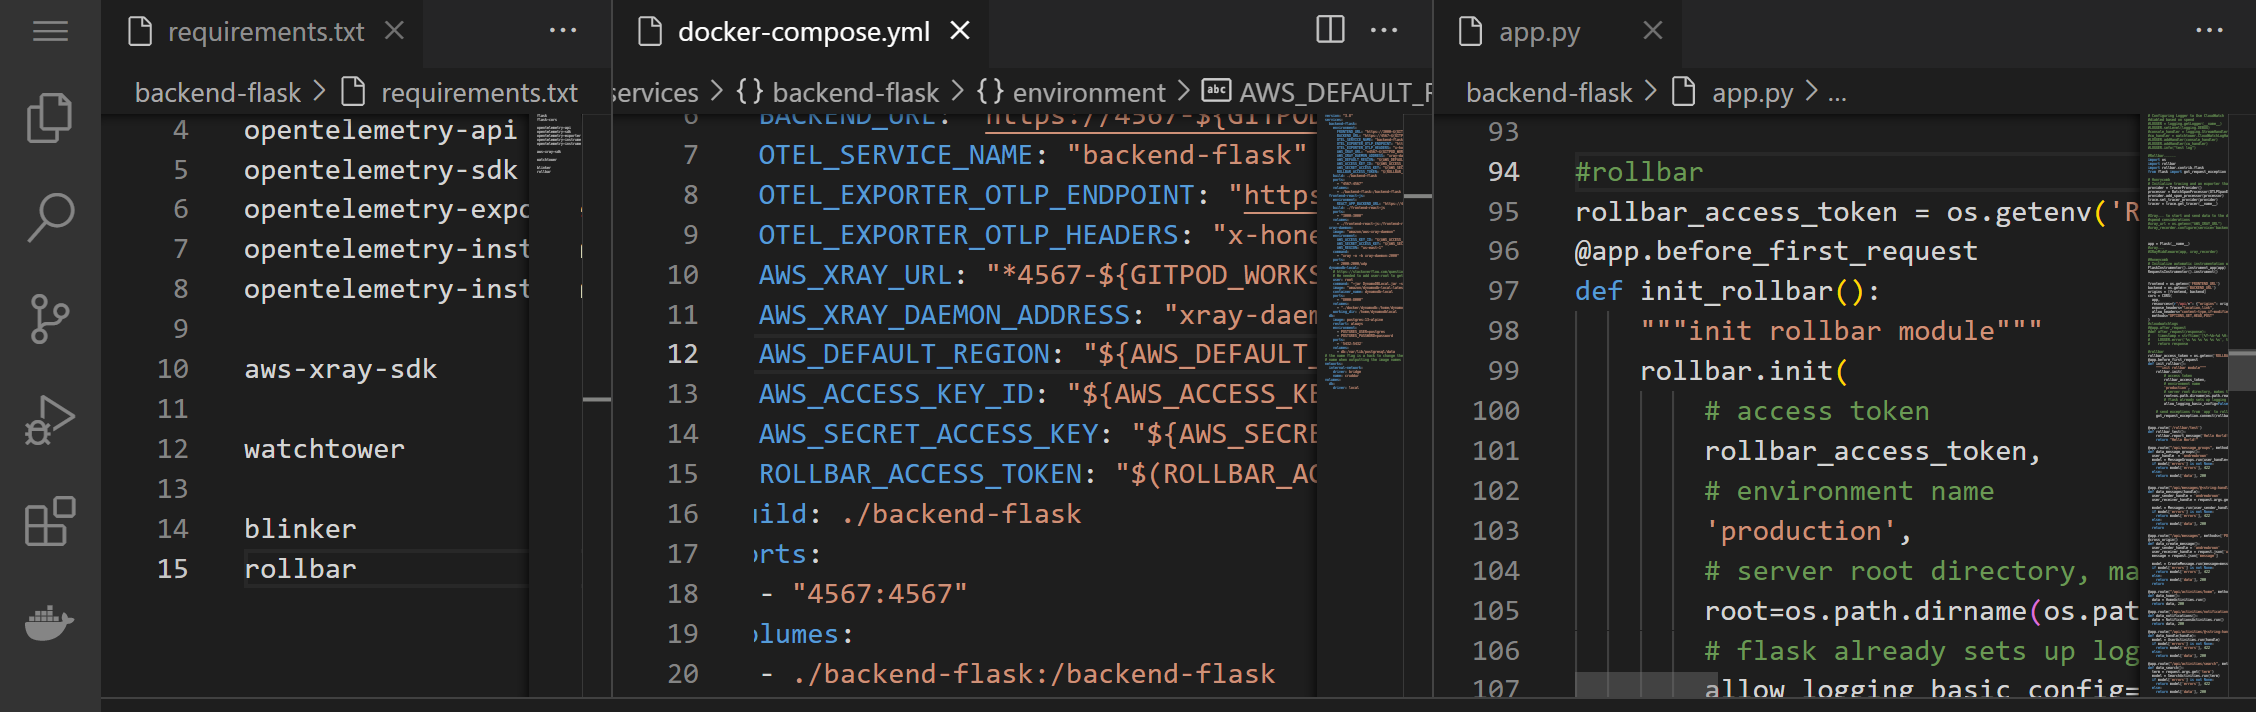 requirements.txt
backend-flask > requirements.txt
4 opentelemetry-api
5 opentelemetry-sdk
6 opentelemetry-expo
7 opentelemetry-inst
8 opentelemetry-inst
9
10 aws-xray-sdk
11
12 watchtower
13
14 blinker
15 rollbar
docker-compose.yml
services > {} backend-flask > {} environment > abc AWS_DEFAULT_R
6 BACKEND_URL: "https://4567-${GITPOD
7 OTEL_SERVICE_NAME: "backend-flask"
8 OTEL_EXPORTER_OTLP_ENDPOINT: "https
9 OTEL_EXPORTER_OTLP_HEADERS: "x-hone
10 AWS_XRAY_URL: "*4567-${GITPOD_WORKS
11 AWS_XRAY_DAEMON_ADDRESS: "xray-daem
12 AWS_DEFAULT_REGION: "${AWS_DEFAULT_
13 AWS_ACCESS_KEY_ID: "${AWS_ACCESS_KE
14 AWS_SECRET_ACCESS_KEY: "${AWS_SECRE
15 ROLLBAR_ACCESS_TOKEN: "$(ROLLBAR_AC
16 uild: ./backend-flask
17 orts:
18 - "4567:4567"
19 olumes:
20 - ./backend-flask:/backend-flask
app.py
backend-flask > app.py > ...
93
94 #rollbar
95 rollbar_access_token = os.getenv('R
96 @app.before_first_request
97 def init_rollbar():
98 """init rollbar module"""
99 rollbar.init(
100 # access token
101 rollbar_access_token,
102 # environment name
103 'production',
104 # server root directory, ma
105 root=os.path.dirname(os.pat
106 # flask already sets up log
107 allow_logging_basic_config=